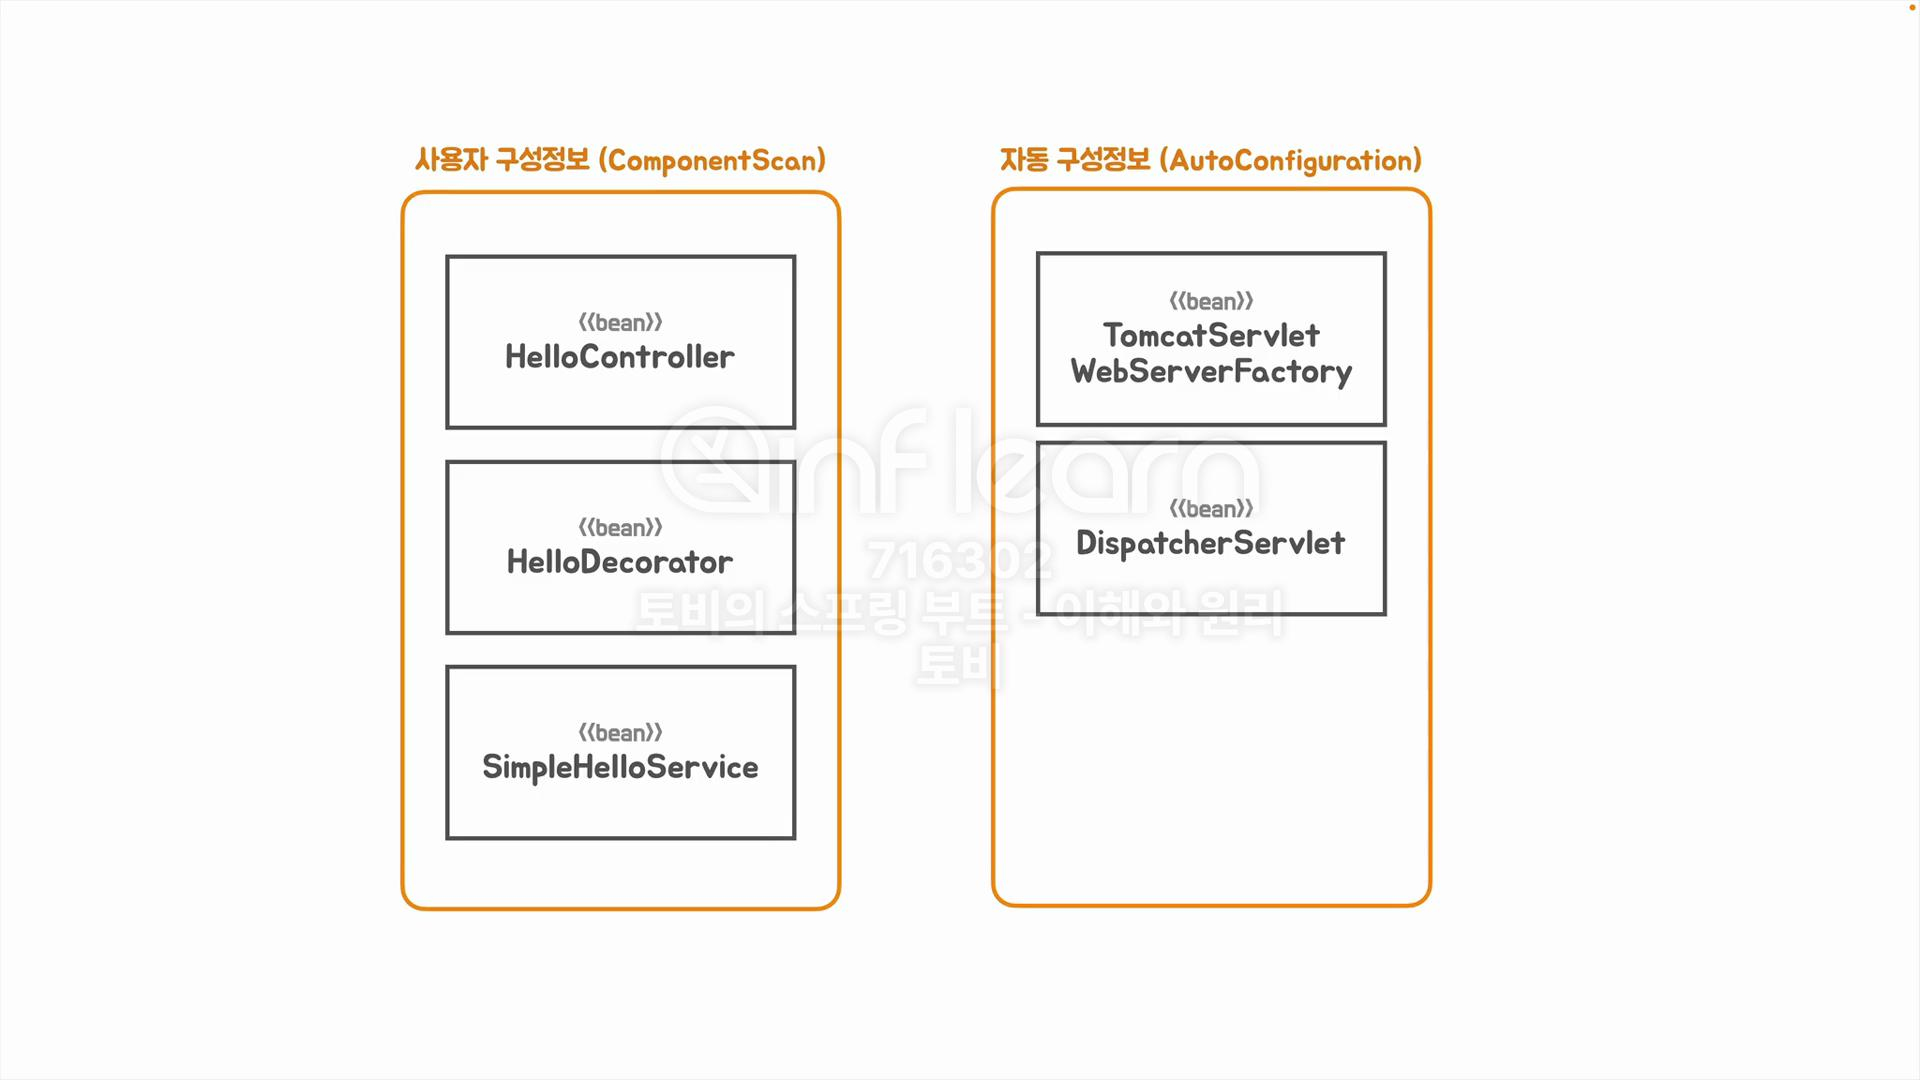 사용자 구성정보 (ComponentScan)
<<bean>>
HelloController
<<bean>>
HelloDecorator
<<bean>>
SimpleHelloService
자동 구성정보 (AutoConfiguration)
<<bean>>
TomcatServlet
WebServerFactory
<<bean>>
DispatcherServlet
inflearn
716302
토비의 스프링 부트 - 이해와 원리
토비